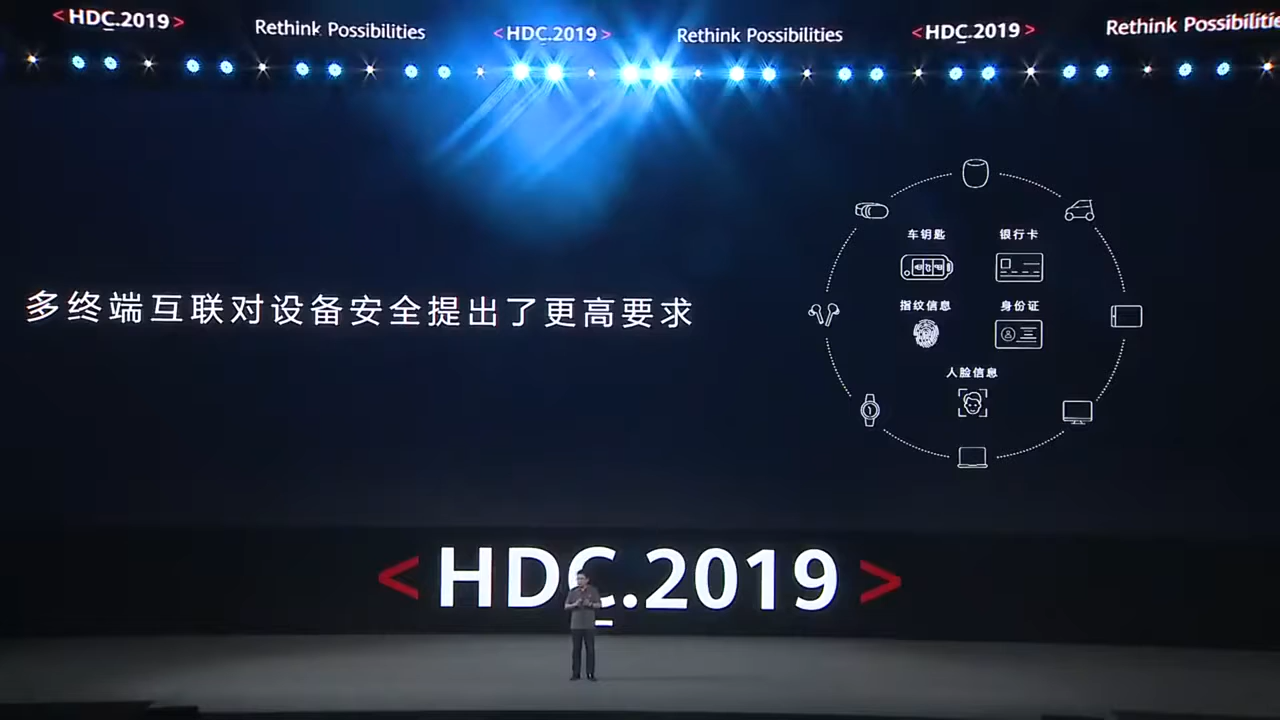 <HDC.2019>
Rethink Possibilities
<HDC.2019>
Rethink Possibilities
<HDC.2019>
Rethink Possibilities
多终端互联对设备安全提出了更高要求
车钥匙
银行卡
指纹信息
身份证
人脸信息
<HDC.2019>